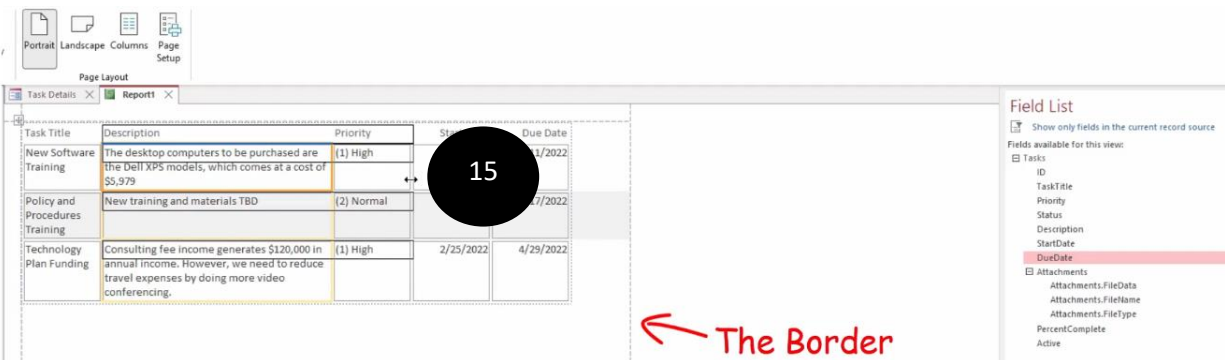 Portrait Landscape Columns Page Setup
Page Layout
Task Details Report1
Task Title Description Priority Due Date
New Software Training
The desktop computers to be purchased are
the Dell XPS models, which comes at a cost of
$5,979
(1) High
15
Policy and Procedures Training
New training and materials TBD
(2) Normal
Technology Plan Funding
Consulting fee income generates $120,000 in
annual income. However, we need to reduce
travel expenses by doing more video
conferencing.
(1) High
2/25/2022
4/29/2022
The Border
Field List
Show only fields in the current record source
Fields available for this view:
Tasks
ID
TaskTitle
Priority
Status
Description
StartDate
DueDate
Attachments
Attachments.FileData
Attachments.FileName
Attachments.FileType
PercentComplete
Active